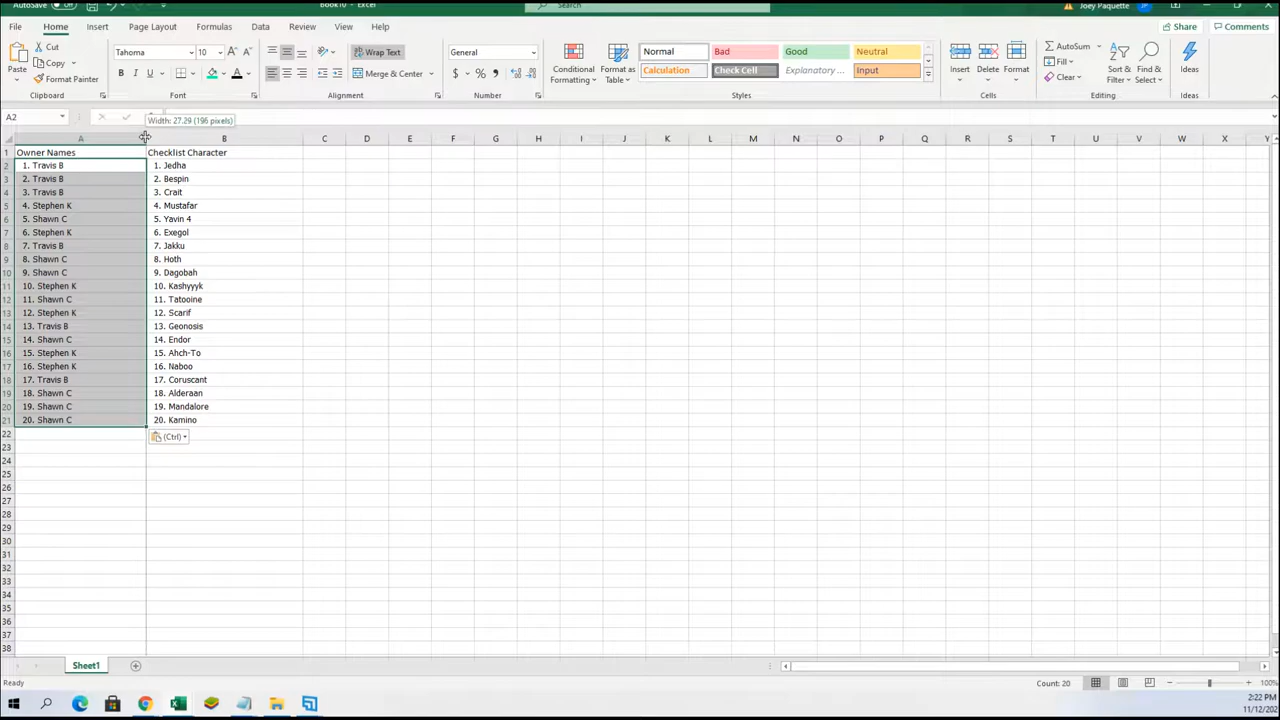 AutoSave Off Book10 - Excel Search Joey Paquette JP
File Home Insert Page Layout Formulas Data Review View Help Share Comments
Paste Cut Copy Format Painter Clipboard
Tahoma 10 B I U Font
Wrap Text Merge & Center Alignment
General $ % Number
Conditional Formatting Format as Table
Normal Bad Good Neutral
Calculation Check Cell Explanatory ... Input
Styles
Insert Delete Format Cells
AutoSum Fill Clear Sort & Filter Find & Select Editing
Ideas Ideas
A2 Width: 27.29 (196 pixels)
A B C D E F G H I J K L M N O P Q R S T U V W X Y
1 Owner Names Checklist Character
2 1. Travis B 1. Jedha
3 2. Travis B 2. Bespin
4 3. Travis B 3. Crait
5 4. Stephen K 4. Mustafar
6 5. Shawn C 5. Yavin 4
7 6. Stephen K 6. Exegol
8 7. Travis B 7. Jakku
9 8. Shawn C 8. Hoth
10 9. Shawn C 9. Dagobah
11 10. Stephen K 10. Kashyyyk
12 11. Shawn C 11. Tatooine
13 12. Stephen K 12. Scarif
14 13. Travis B 13. Geonosis
15 14. Shawn C 14. Endor
16 15. Stephen K 15. Ahch-To
17 16. Stephen K 16. Naboo
18 17. Travis B 17. Coruscant
19 18. Shawn C 18. Alderaan
20 19. Shawn C 19. Mandalore
21 20. Shawn C 20. Kamino
22 (Ctrl)
23
24
25
26
27
28
29
30
31
32
33
34
35
36
37
38
Sheet1
Ready Count: 20 100%
2:22 PM
11/12/202